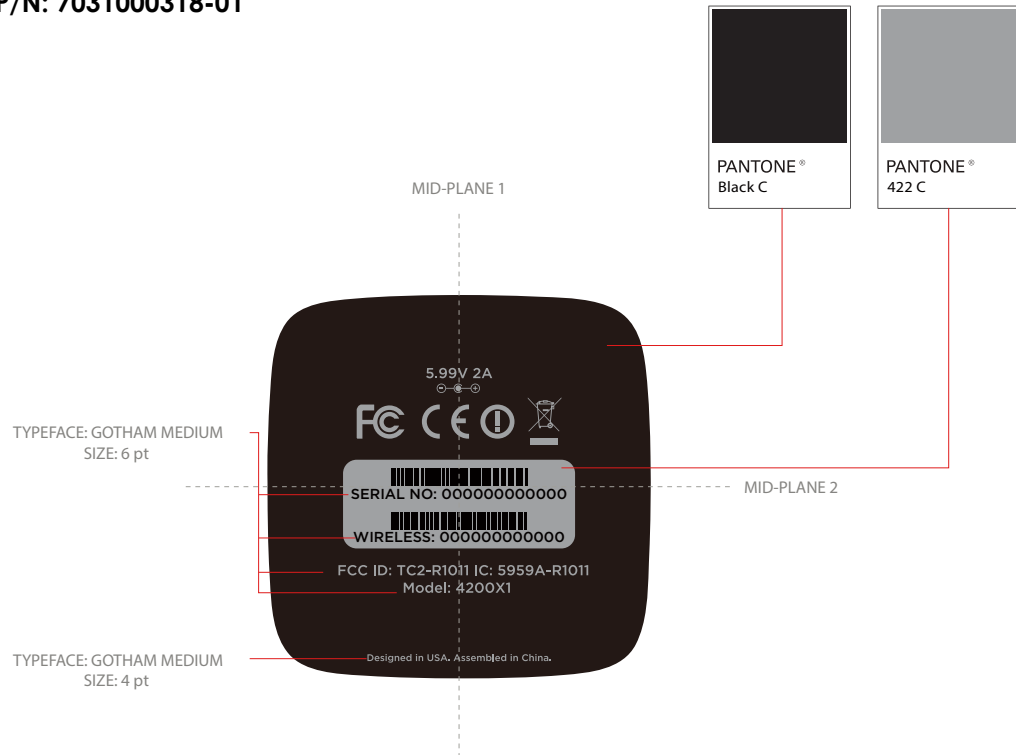 P/N: 7031000318-01
PANTONE ®
Black C
PANTONE ®
422 C
MID-PLANE 1
5.99V 2A
FC CE
TYPEFACE: GOTHAM MEDIUM
SIZE: 6 pt
SERIAL NO: 000000000000
MID-PLANE 2
WIRELESS: 000000000000
FCC ID: TC2-R1011 IC: 5959A-R1011
Model: 4200X1
TYPEFACE: GOTHAM MEDIUM
SIZE: 4 pt
Designed in USA. Assembled in China.